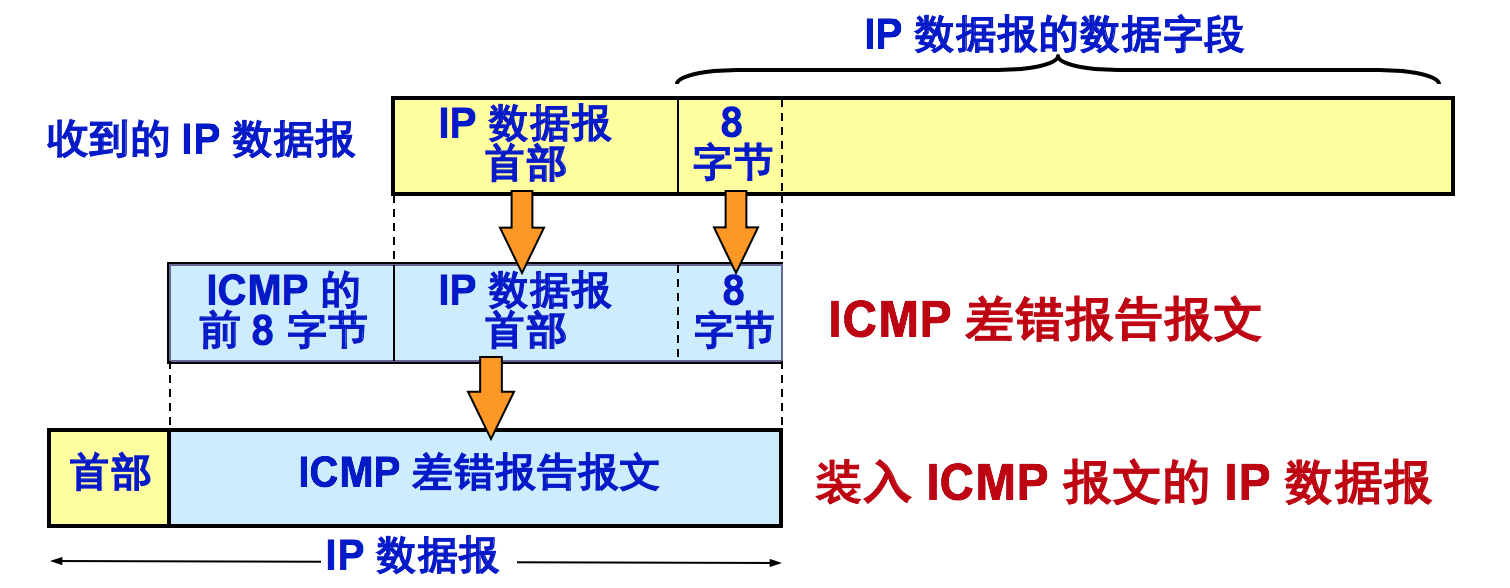 IP 数据报的数据字段
收到的 IP 数据报
IP 数据报
首部
8
字节
ICMP 的
前 8 字节
IP 数据报
首部
8
字节
ICMP 差错报告报文
首部
ICMP 差错报告报文
装入 ICMP 报文的 IP 数据报
IP 数据报